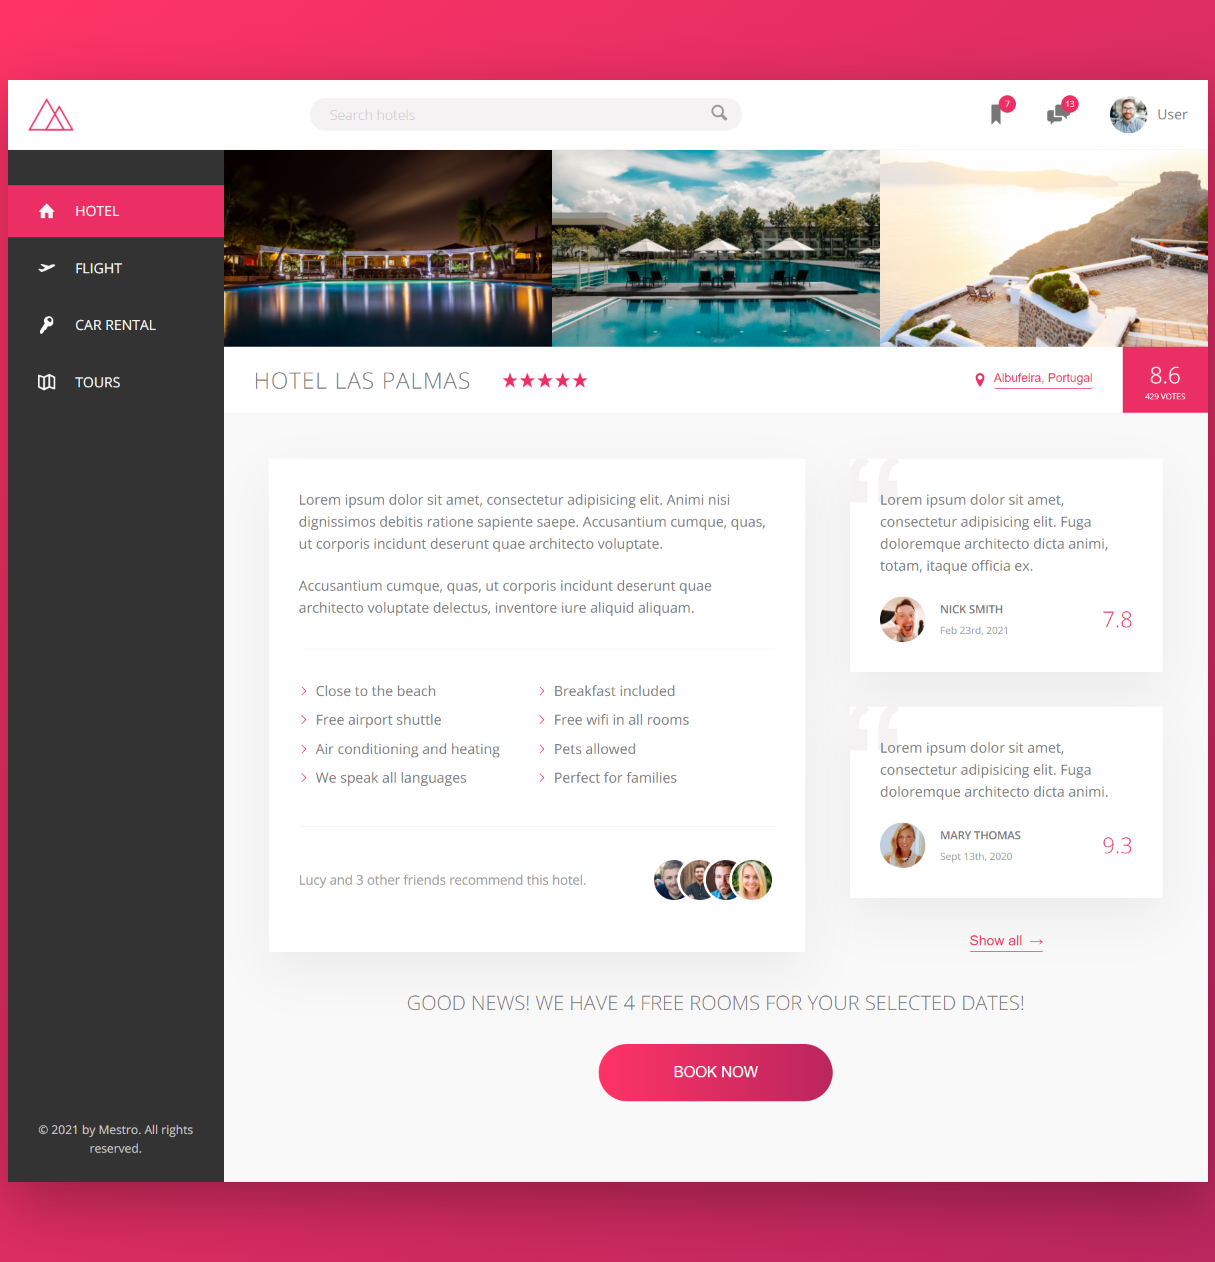 Search hotels
7
13
User
HOTEL
FLIGHT
CAR RENTAL
TOURS
HOTEL LAS PALMAS
Albufeira, Portugal
8.6
429 VOTES
Lorem ipsum dolor sit amet, consectetur adipisicing elit. Animi nisi
dignissimos debitis ratione sapiente saepe. Accusantium cumque, quas,
ut corporis incidunt deserunt quae architecto voluptate.
Accusantium cumque, quas, ut corporis incidunt deserunt quae
architecto voluptate delectus, inventore iure aliquid aliquam.
Close to the beach
Free airport shuttle
Air conditioning and heating
We speak all languages
Breakfast included
Free wifi in all rooms
Pets allowed
Perfect for families
Lucy and 3 other friends recommend this hotel.
“
Lorem ipsum dolor sit amet,
consectetur adipisicing elit. Fuga
doloremque architecto dicta animi,
totam, itaque officia ex.
NICK SMITH
Feb 23rd, 2021
7.8
“
Lorem ipsum dolor sit amet,
consectetur adipisicing elit. Fuga
doloremque architecto dicta animi.
MARY THOMAS
Sept 13th, 2020
9.3
Show all →
GOOD NEWS! WE HAVE 4 FREE ROOMS FOR YOUR SELECTED DATES!
BOOK NOW
© 2021 by Mestro. All rights
reserved.